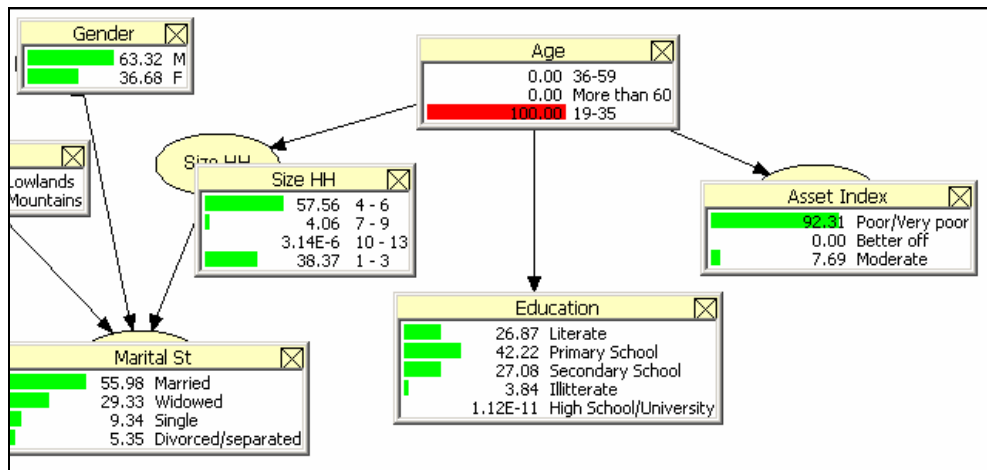 Gender
63.32 M
36.68 F
Age
0.00 36-59
0.00 More than 60
100.00 19-35
Size HH
Size HH
57.56 4 - 6
4.06 7 - 9
3.14E-6 10 - 13
38.37 1 - 3
Lowlands
Mountains
Asset Index
92.31 Poor/Very poor
0.00 Better off
7.69 Moderate
Education
26.87 Literate
42.22 Primary School
27.08 Secondary School
3.84 Illitterate
1.12E-11 High School/University
Marital St
55.98 Married
29.33 Widowed
9.34 Single
5.35 Divorced/separated